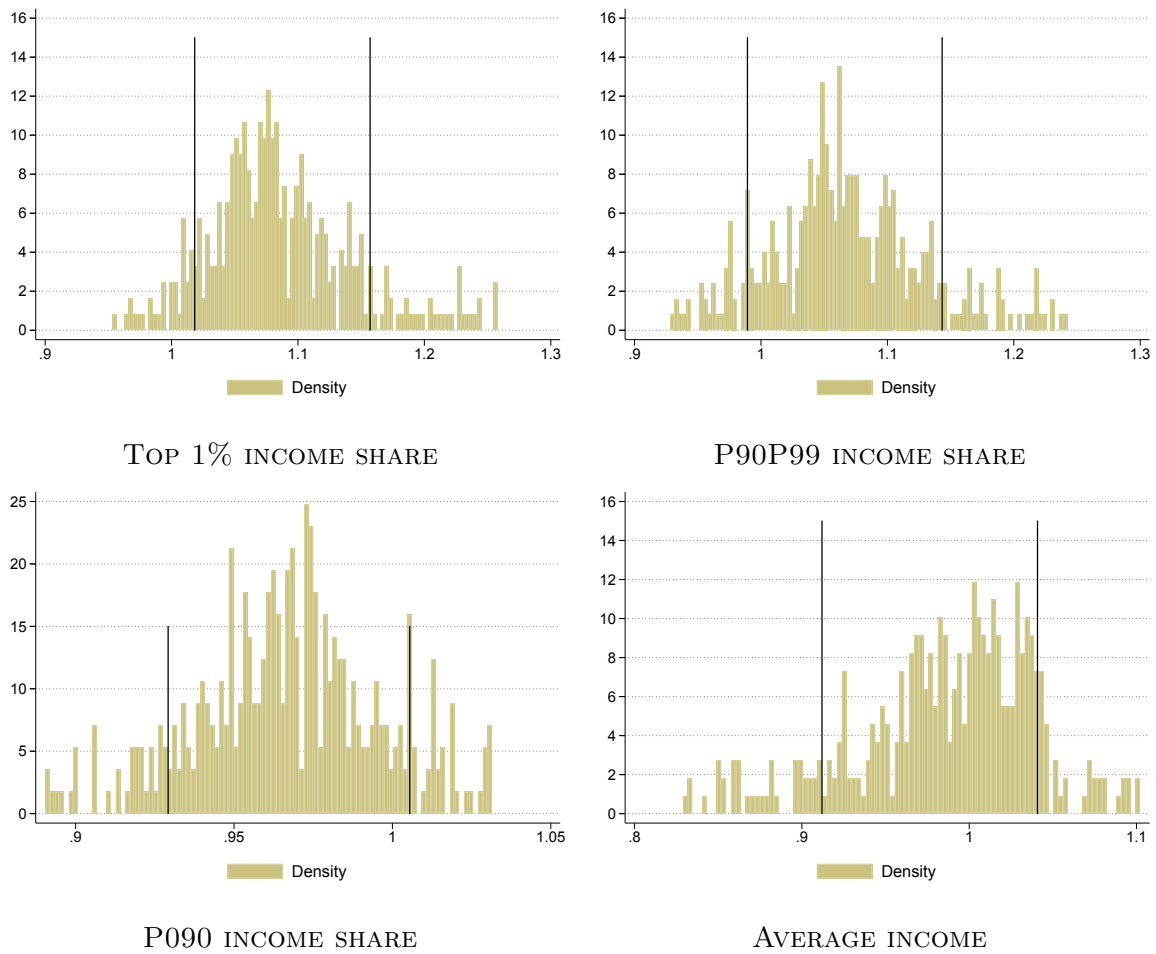 16
14
12
10
8
6
4
2
0
.9 1 1.1 1.2 1.3
Density
TOP 1% INCOME SHARE
16
14
12
10
8
6
4
2
0
.9 1 1.1 1.2 1.3
Density
P90P99 INCOME SHARE
25
20
15
10
5
0
.9 .95 1 1.05
Density
P090 INCOME SHARE
16
14
12
10
8
6
4
2
0
.8 .9 1 1.1
Density
AVERAGE INCOME